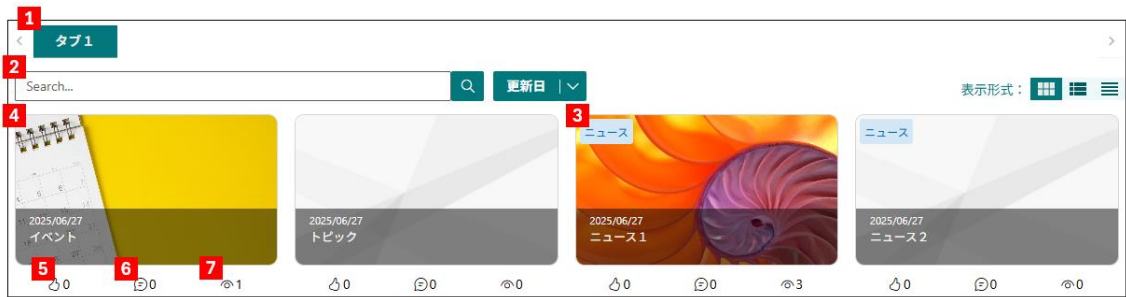 1
タブ１
2
Search...
更新日
表示形式：
4
3
ニュース
ニュース
2025/06/27
イベント
2025/06/27
トピック
2025/06/27
ニュース１
2025/06/27
ニュース２
5
6
7
0 0 1
0 0 0
0 0 3
0 0 0